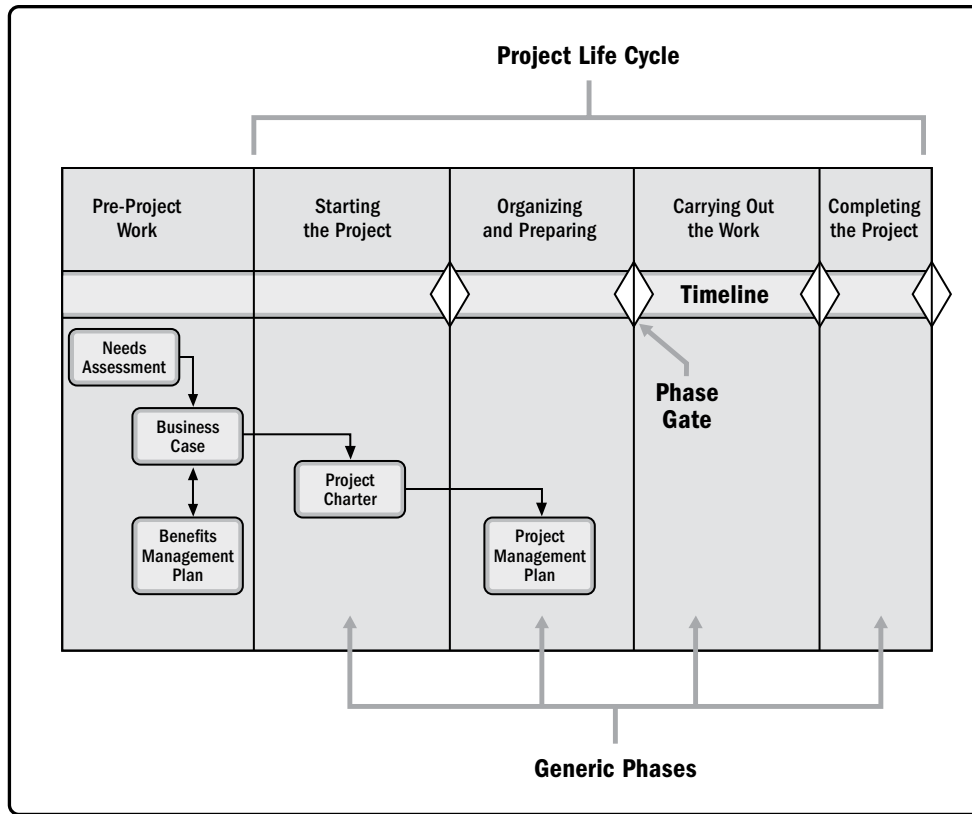 Project Life Cycle
Pre-Project
Work
Starting
the Project
Organizing
and Preparing
Carrying Out
the Work
Completing
the Project
Timeline
Needs
Assessment
Phase
Gate
Business
Case
Project
Charter
Benefits
Management
Plan
Project
Management
Plan
Generic Phases